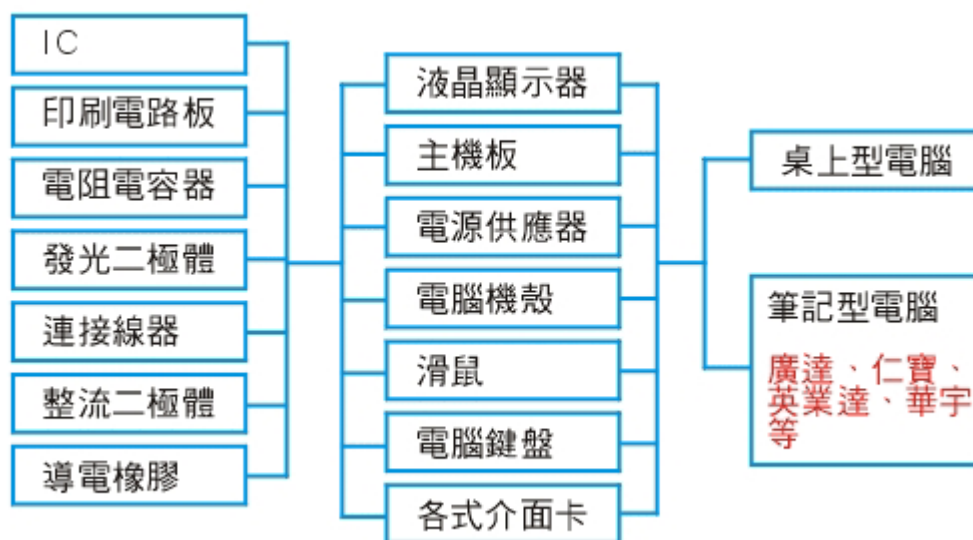 IC
印刷電路板
電阻電容器
發光二極體
連接線器
整流二極體
導電橡膠
液晶顯示器
主機板
電源供應器
電腦機殼
滑鼠
電腦鍵盤
各式介面卡
桌上型電腦
筆記型電腦
廣達、仁寶、
英業達、華宇
等